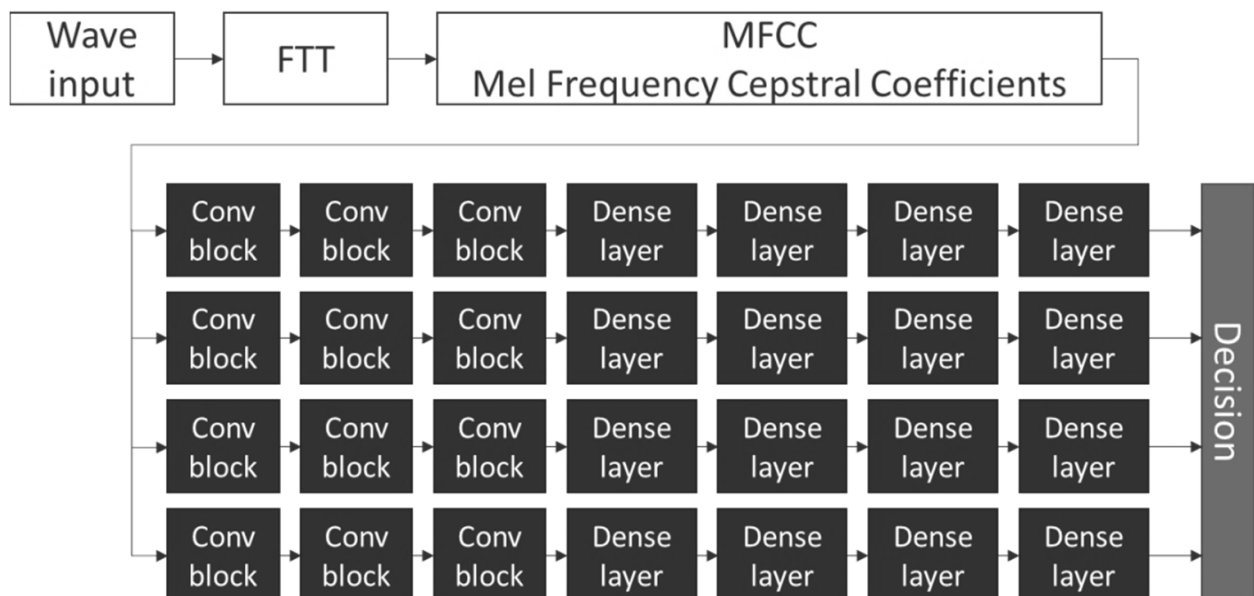 Wave
input
FTT
MFCC
Mel Frequency Cepstral Coefficients
Conv
block
Conv
block
Conv
block
Dense
layer
Dense
layer
Dense
layer
Dense
layer
Conv
block
Conv
block
Conv
block
Dense
layer
Dense
layer
Dense
layer
Dense
layer
Conv
block
Conv
block
Conv
block
Dense
layer
Dense
layer
Dense
layer
Dense
layer
Conv
block
Conv
block
Conv
block
Dense
layer
Dense
layer
Dense
layer
Dense
layer
Decision